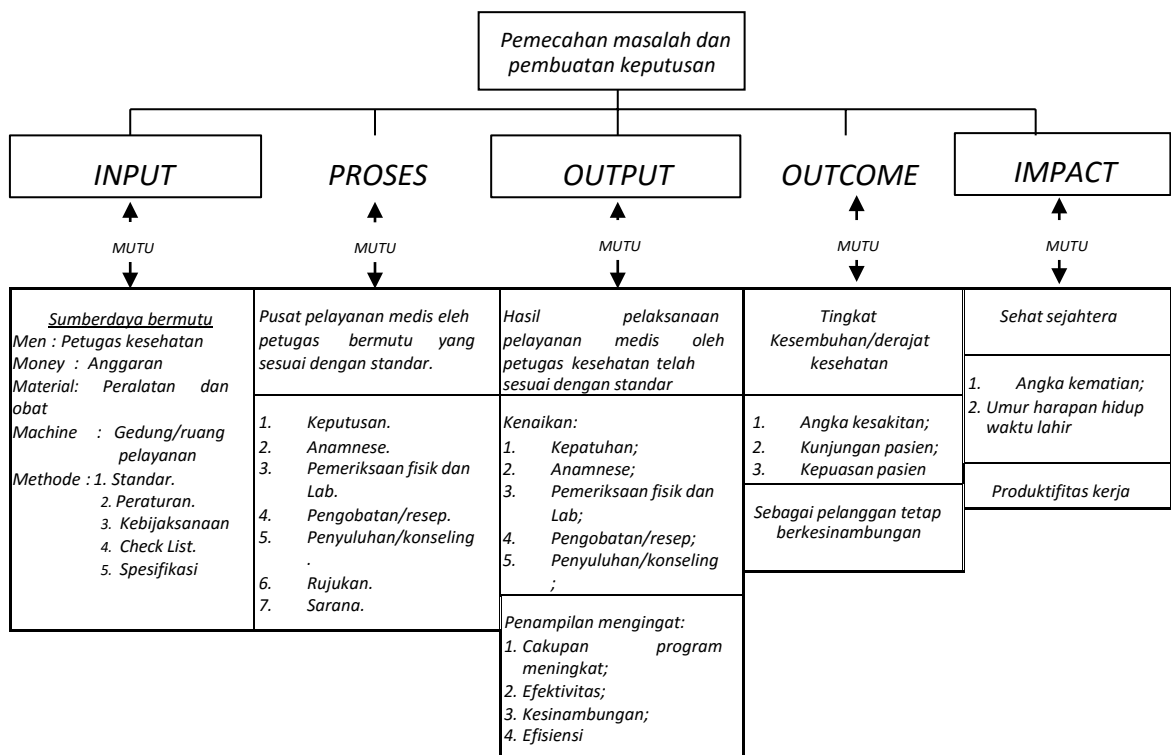 Pemecahan masalah dan
pembuatan keputusan
INPUT
PROSES
OUTPUT
OUTCOME
IMPACT
MUTU
MUTU
MUTU
MUTU
MUTU
Sumberdaya bermutu
Men : Petugas kesehatan
Money : Anggaran
Material: Peralatan dan
obat
Machine : Gedung/ruang
pelayanan
Methode : 1. Standar.
2. Peraturan.
3. Kebijaksanaan
4. Check List.
5. Spesifikasi
Pusat pelayanan medis eleh
petugas bermutu yang
sesuai dengan standar.
1. Keputusan.
2. Anamnese.
3. Pemeriksaan fisik dan
Lab.
4. Pengobatan/resep.
5. Penyuluhan/konseling
.
6. Rujukan.
7. Sarana.
Hasil pelaksanaan
pelayanan medis oleh
petugas kesehatan telah
sesuai dengan standar
Kenaikan:
1. Kepatuhan;
2. Anamnese;
3. Pemeriksaan fisik dan
Lab;
4. Pengobatan/resep;
5. Penyuluhan/konseling
;
Penampilan mengingat:
1. Cakupan program
meningkat;
2. Efektivitas;
3. Kesinambungan;
4. Efisiensi
Tingkat
Kesembuhan/derajat
kesehatan
1. Angka kesakitan;
2. Kunjungan pasien;
3. Kepuasan pasien
Sebagai pelanggan tetap
berkesinambungan
Sehat sejahtera
1. Angka kematian;
2. Umur harapan hidup
waktu lahir
Produktifitas kerja